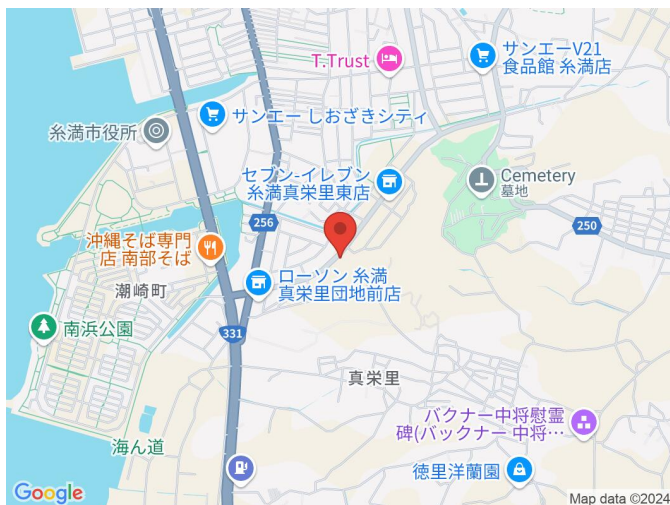 サンエーV21
食品館 糸満店
T.Trust
サンエー しおざきシティ
糸満市役所
セブン-イレブン
糸満真栄里東店
Cemetery
墓地
256
250
沖縄そば専門
店 南部そば
ローソン 糸満
真栄里団地前店
潮崎町
331
南浜公園
真栄里
バクナー中将慰霊
碑(バックナー 中将…
海ん道
徳里洋蘭園
Google
Map data ©2024